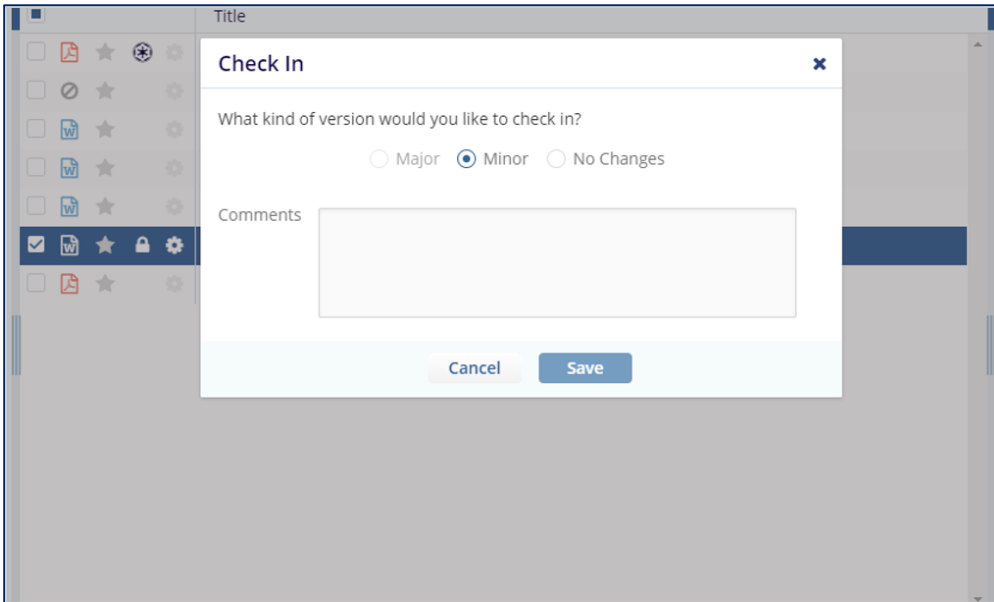 Title
Check In
What kind of version would you like to check in?
Major Minor No Changes
Comments
Cancel Save